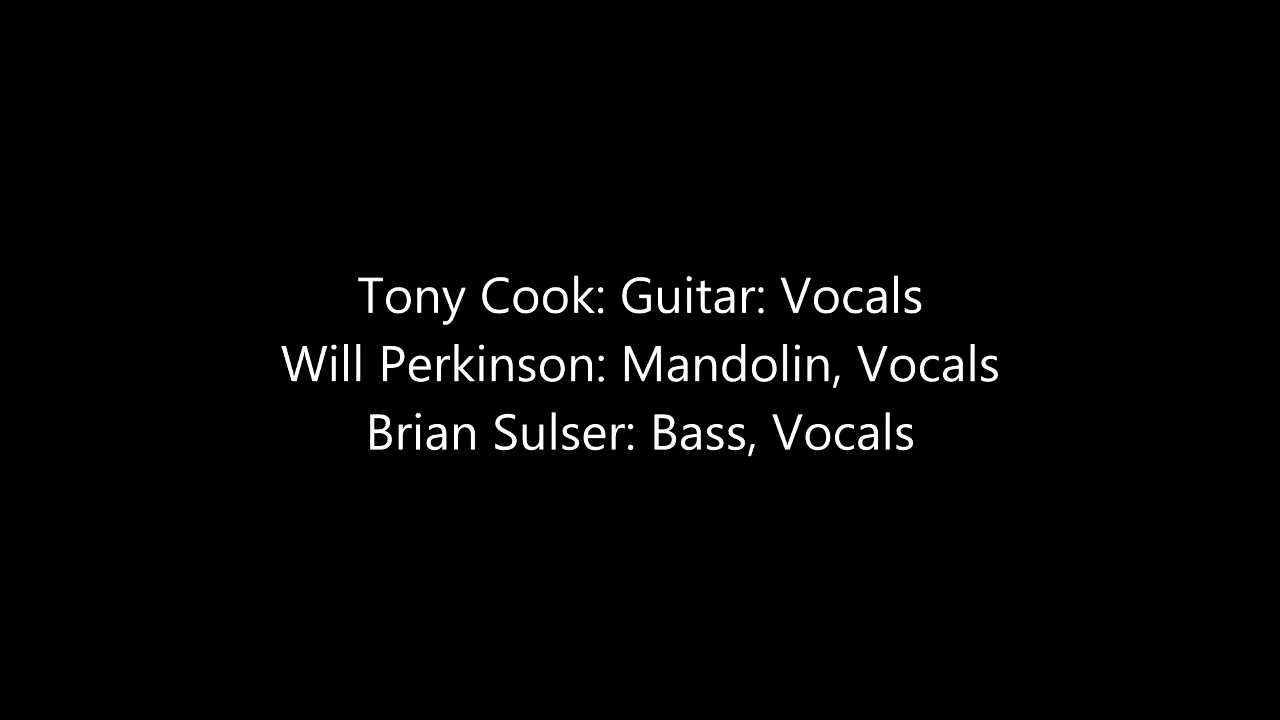 Tony Cook: Guitar: Vocals
Will Perkinson: Mandolin, Vocals
Brian Sulser: Bass, Vocals